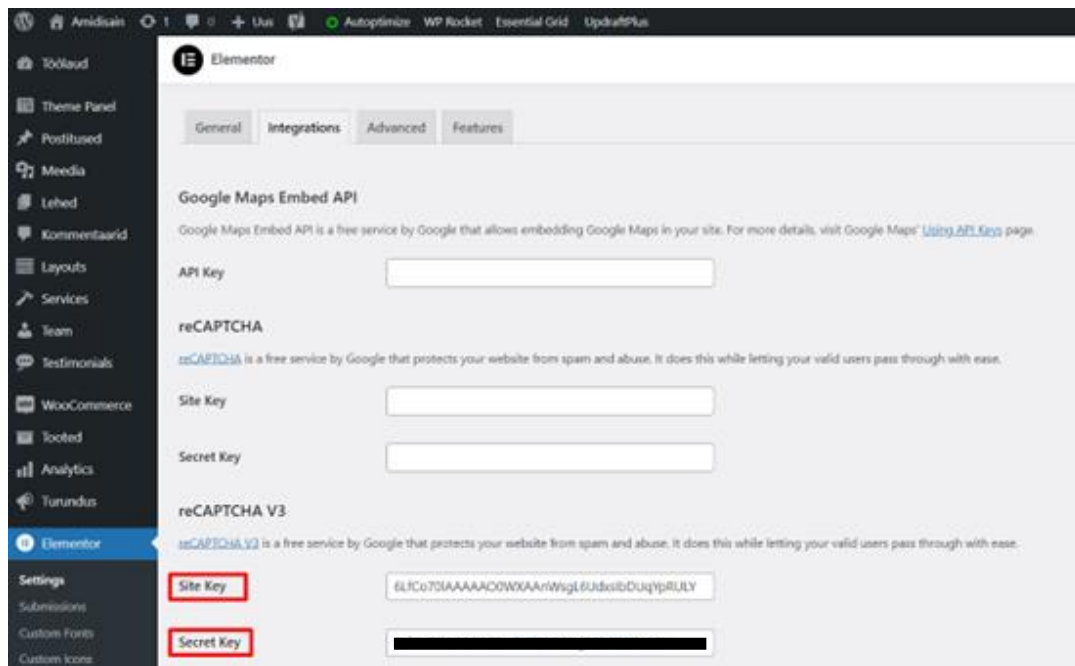 Amidisain 1 0 + Uus Autoptimize WP Rocket Essential Grid UpdraftPlus
Töölaud
Theme Panel
Postitused
Meedia
Lehed
Kommentaarid
Layouts
Services
Team
Testimonials
WooCommerce
Tooted
Analytics
Turundus
Elementor
Settings
Submissions
Custom Fonts
Custom Icons
Elementor
General Integrations Advanced Features
Google Maps Embed API
Google Maps Embed API is a free service by Google that allows embedding Google Maps in your site. For more details, visit Google Maps' Using API Keys page.
API Key
reCAPTCHA
reCAPTCHA is a free service by Google that protects your website from spam and abuse. It does this while letting your valid users pass through with ease.
Site Key
Secret Key
reCAPTCHA V3
reCAPTCHA V3 is a free service by Google that protects your website from spam and abuse. It does this while letting your valid users pass through with ease.
Site Key
Secret Key